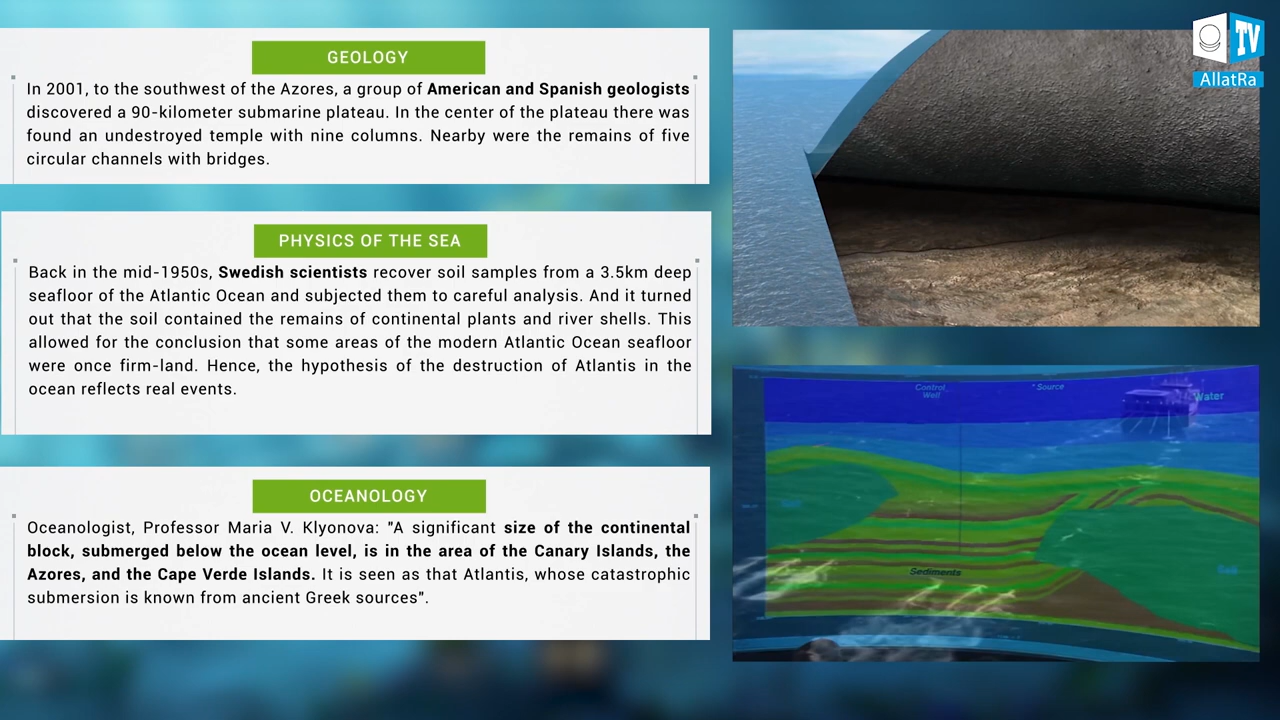 GEOLOGY
In 2001, to the southwest of the Azores, a group of American and Spanish geologists
discovered a 90-kilometer submarine plateau. In the center of the plateau there was
found an undestroyed temple with nine columns. Nearby were the remains of five
circular channels with bridges.
PHYSICS OF THE SEA
Back in the mid-1950s, Swedish scientists recover soil samples from a 3.5km deep
seafloor of the Atlantic Ocean and subjected them to careful analysis. And it turned
out that the soil contained the remains of continental plants and river shells. This
allowed for the conclusion that some areas of the modern Atlantic Ocean seafloor
were once firm-land. Hence, the hypothesis of the destruction of Atlantis in the
ocean reflects real events.
OCEANOLOGY
Oceanologist, Professor Maria V. Klyonova: "A significant size of the continental
block, submerged below the ocean level, is in the area of the Canary Islands, the
Azores, and the Cape Verde Islands. It is seen as that Atlantis, whose catastrophic
submersion is known from ancient Greek sources".
TV
AllatRa
Control
Well
Source
Water
Sediments